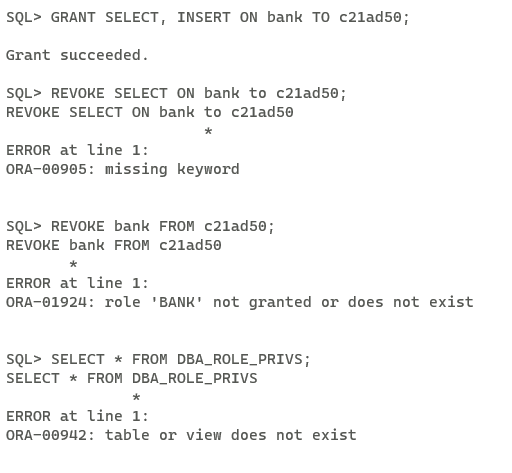 SQL> GRANT SELECT, INSERT ON bank TO c21ad50;
Grant succeeded.
SQL> REVOKE SELECT ON bank to c21ad50;
REVOKE SELECT ON bank to c21ad50
*
ERROR at line 1:
ORA-00905: missing keyword
SQL> REVOKE bank FROM c21ad50;
REVOKE bank FROM c21ad50
*
ERROR at line 1:
ORA-01924: role 'BANK' not granted or does not exist
SQL> SELECT * FROM DBA_ROLE_PRIVS;
SELECT * FROM DBA_ROLE_PRIVS
*
ERROR at line 1:
ORA-00942: table or view does not exist